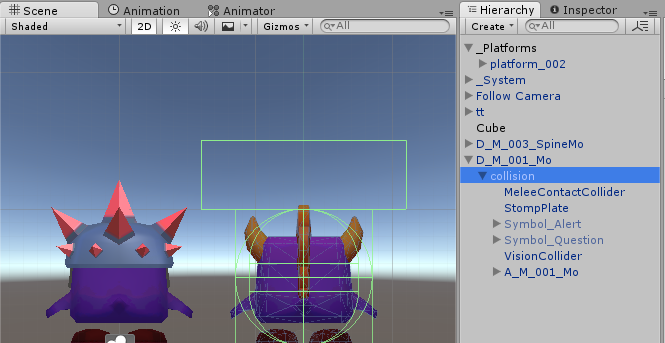 Scene Animation Animator
Shaded 2D Gizmos All
Hierarchy Inspector
Create All
_Platforms
platform_002
_System
Follow Camera
tt
Cube
D_M_003_SpineMo
D_M_001_Mo
collision
MeleeContactCollider
StompPlate
Symbol_Alert
Symbol_Question
VisionCollider
A_M_001_Mo